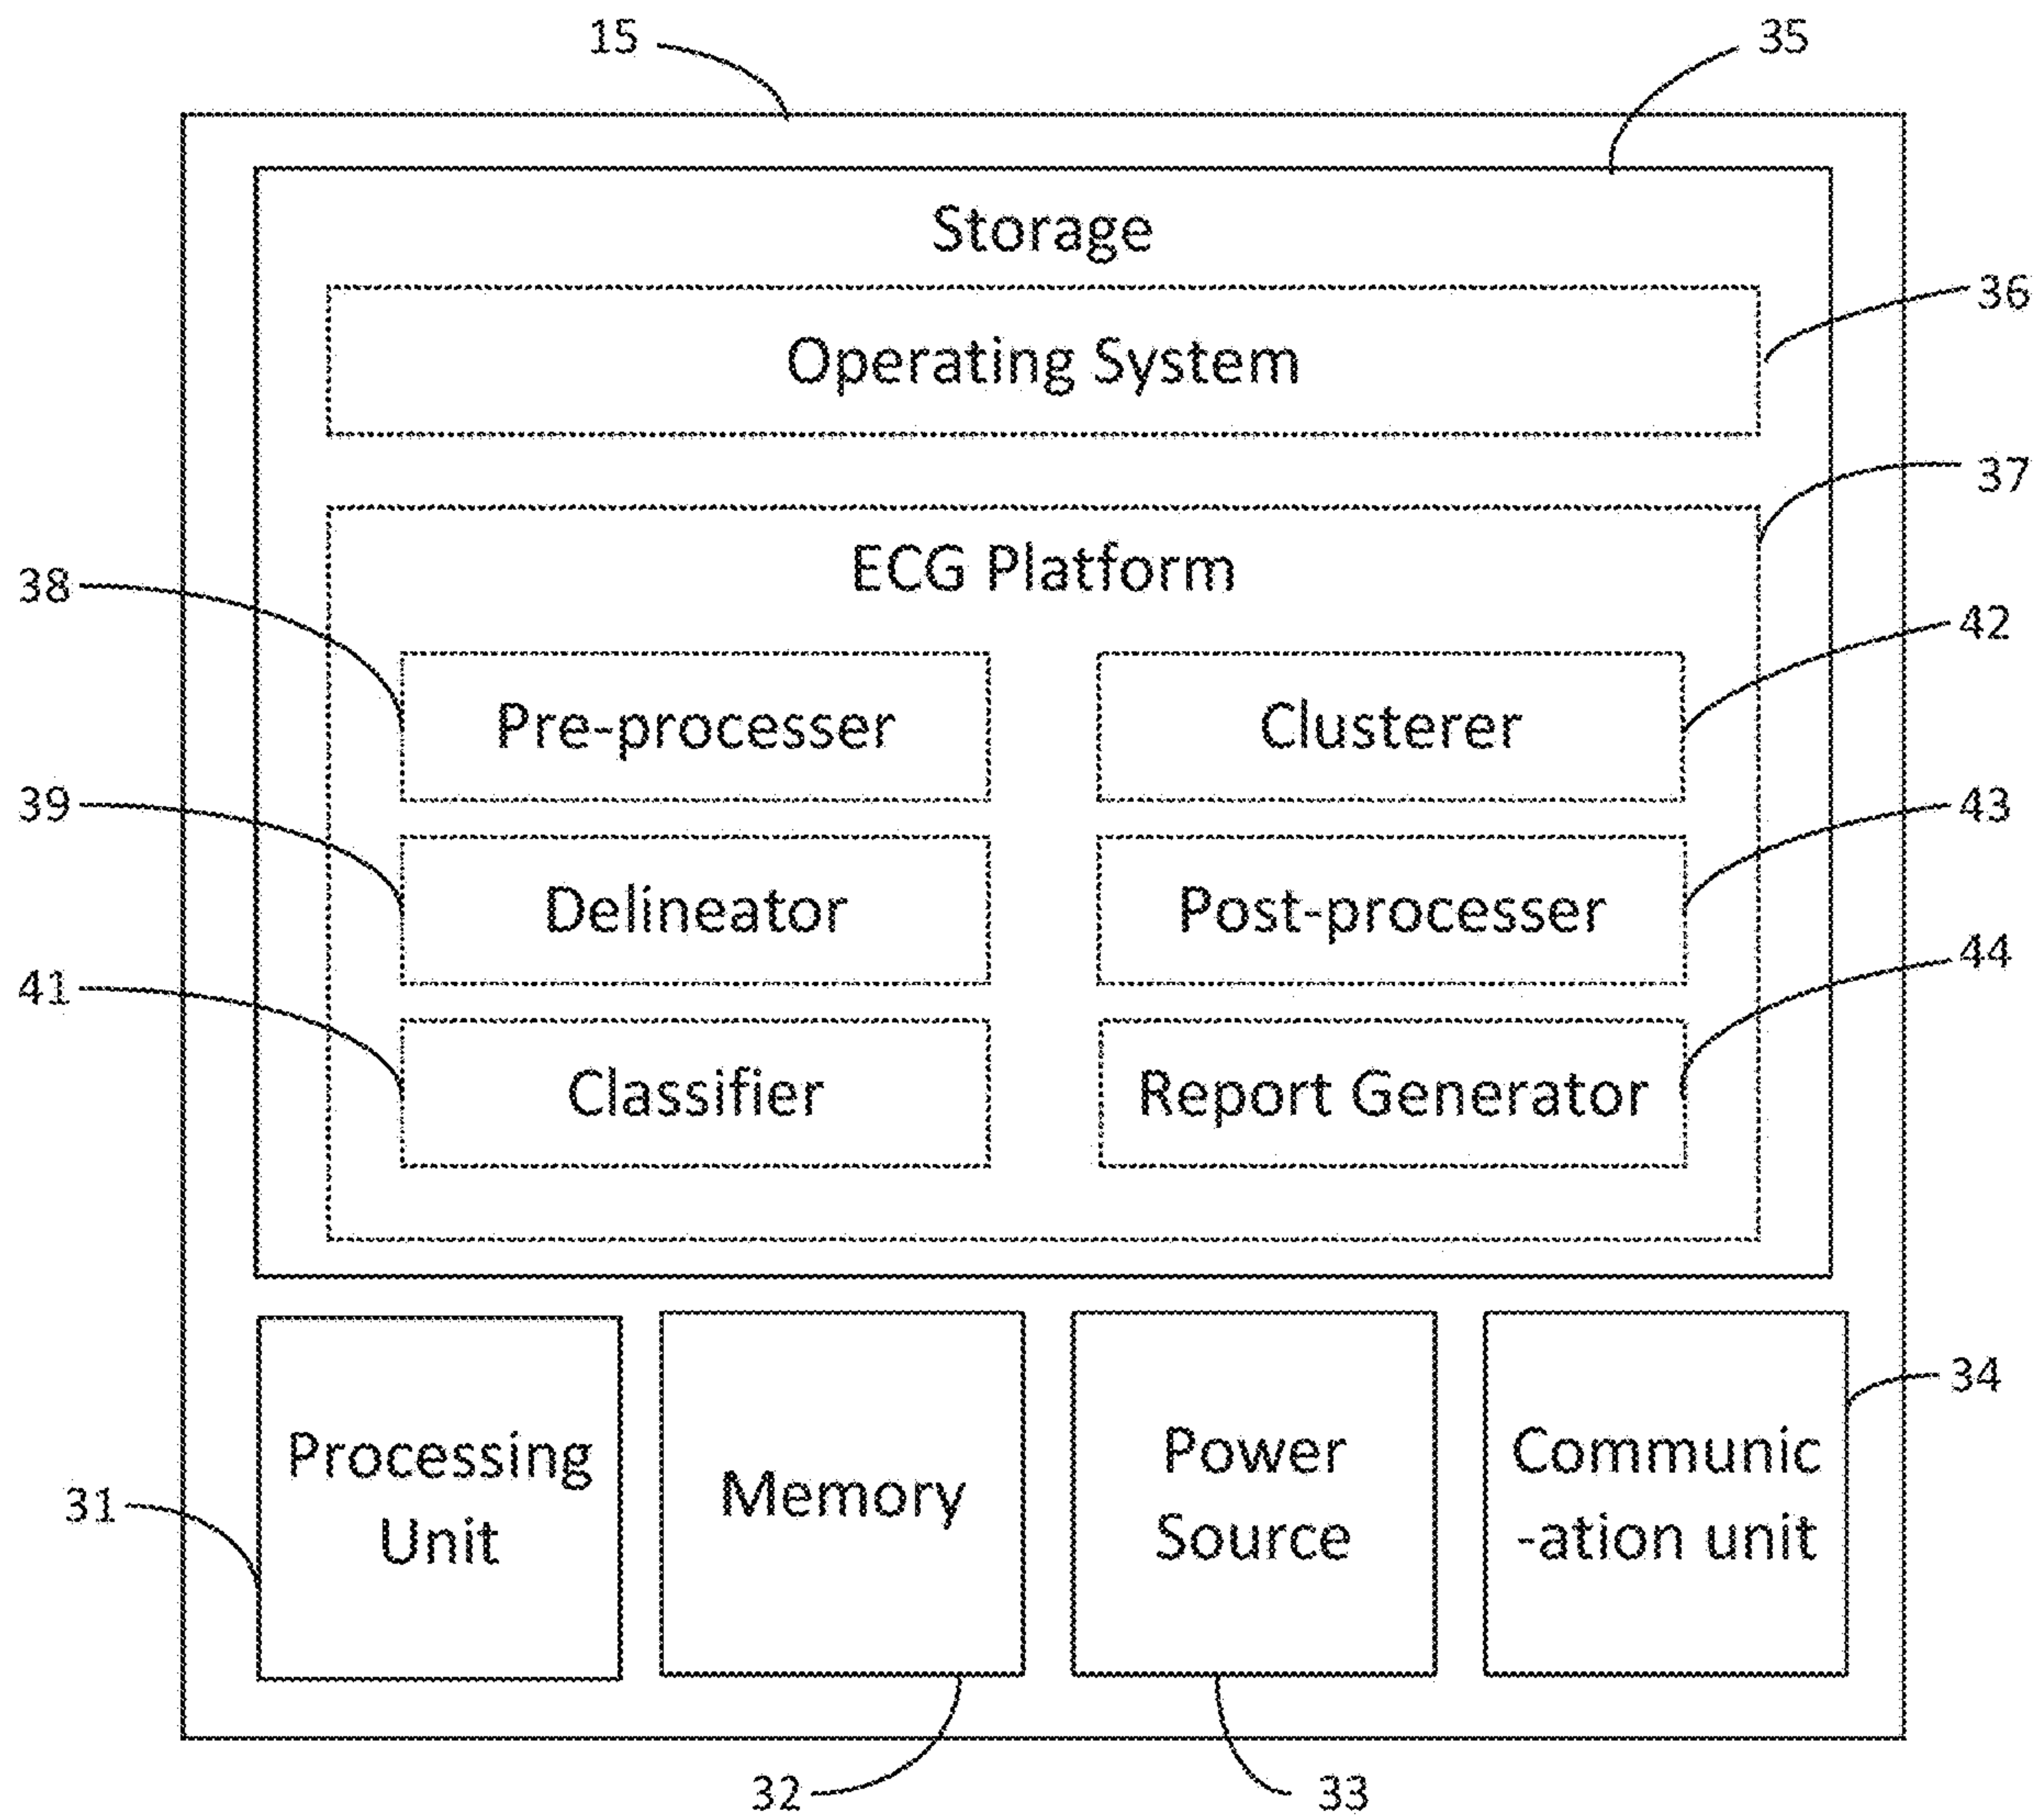 15
35
Storage
36
Operating System
37
ECG Platform
38
42
Pre-processer
Clusterer
39
43
Delineator
Post-processer
41
44
Classifier
Report Generator
34
Processing
Unit
Memory
Power
Source
Communic
-ation unit
31
32
33